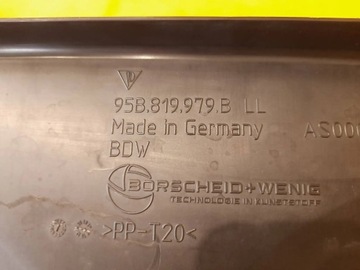 95B.819.979.B LL
Made in Germany AS00
BDW
BORSCHEID+WENIG
TECHNOLOGIE IN KUNSTSTOFF
>PP-T20<